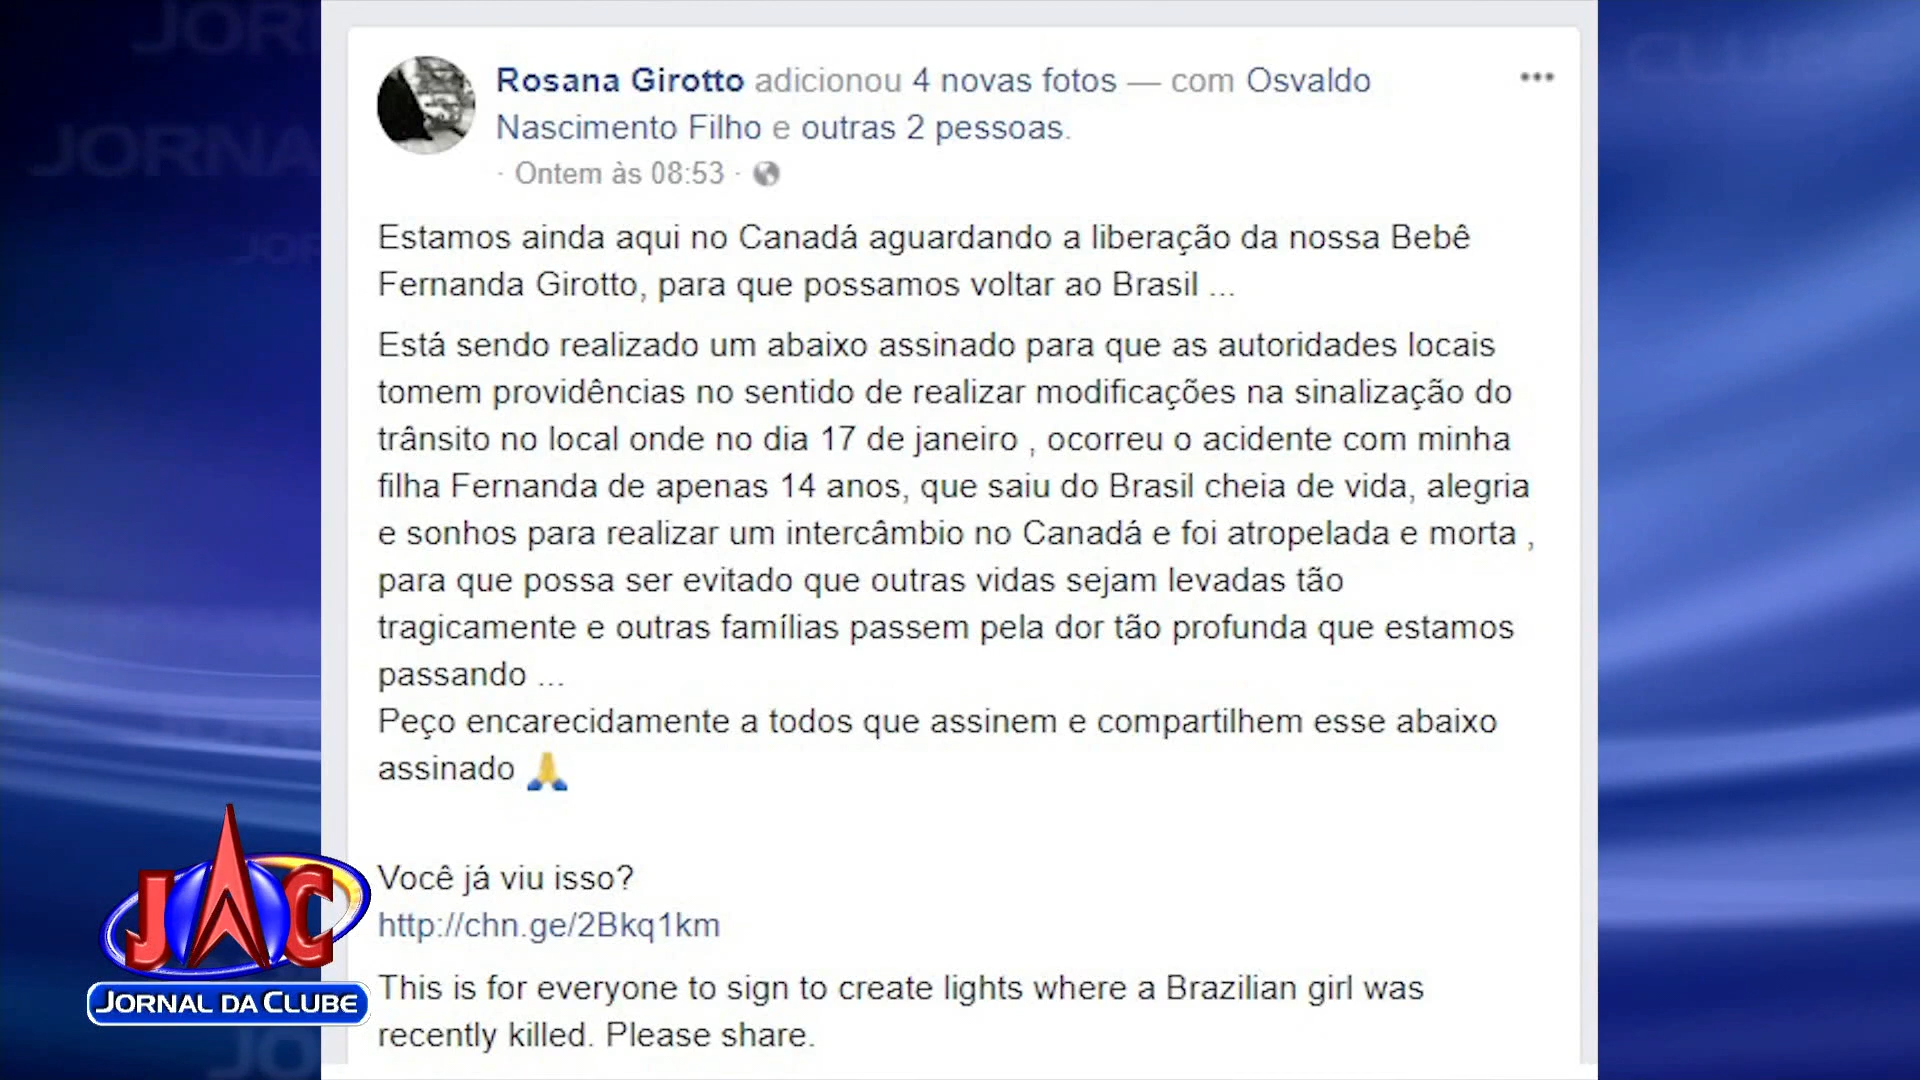 Rosana Girotto adicionou 4 novas fotos — com Osvaldo
Nascimento Filho e outras 2 pessoas.
· Ontem às 08:53 ·
Estamos ainda aqui no Canadá aguardando a liberação da nossa Bebê
Fernanda Girotto, para que possamos voltar ao Brasil ...
Está sendo realizado um abaixo assinado para que as autoridades locais
tomem providências no sentido de realizar modificações na sinalização do
trânsito no local onde no dia 17 de janeiro , ocorreu o acidente com minha
filha Fernanda de apenas 14 anos, que saiu do Brasil cheia de vida, alegria
e sonhos para realizar um intercâmbio no Canadá e foi atropelada e morta ,
para que possa ser evitado que outras vidas sejam levadas tão
tragicamente e outras famílias passem pela dor tão profunda que estamos
passando ...
Peço encarecidamente a todos que assinem e compartilhem esse abaixo
assinado 🙏
Você já viu isso?
http://chn.ge/2Bkq1km
This is for everyone to sign to create lights where a Brazilian girl was
recently killed. Please share.
JC
JORNAL DA CLUBE
JORN
JORNA
JOR
JO
CLUBE